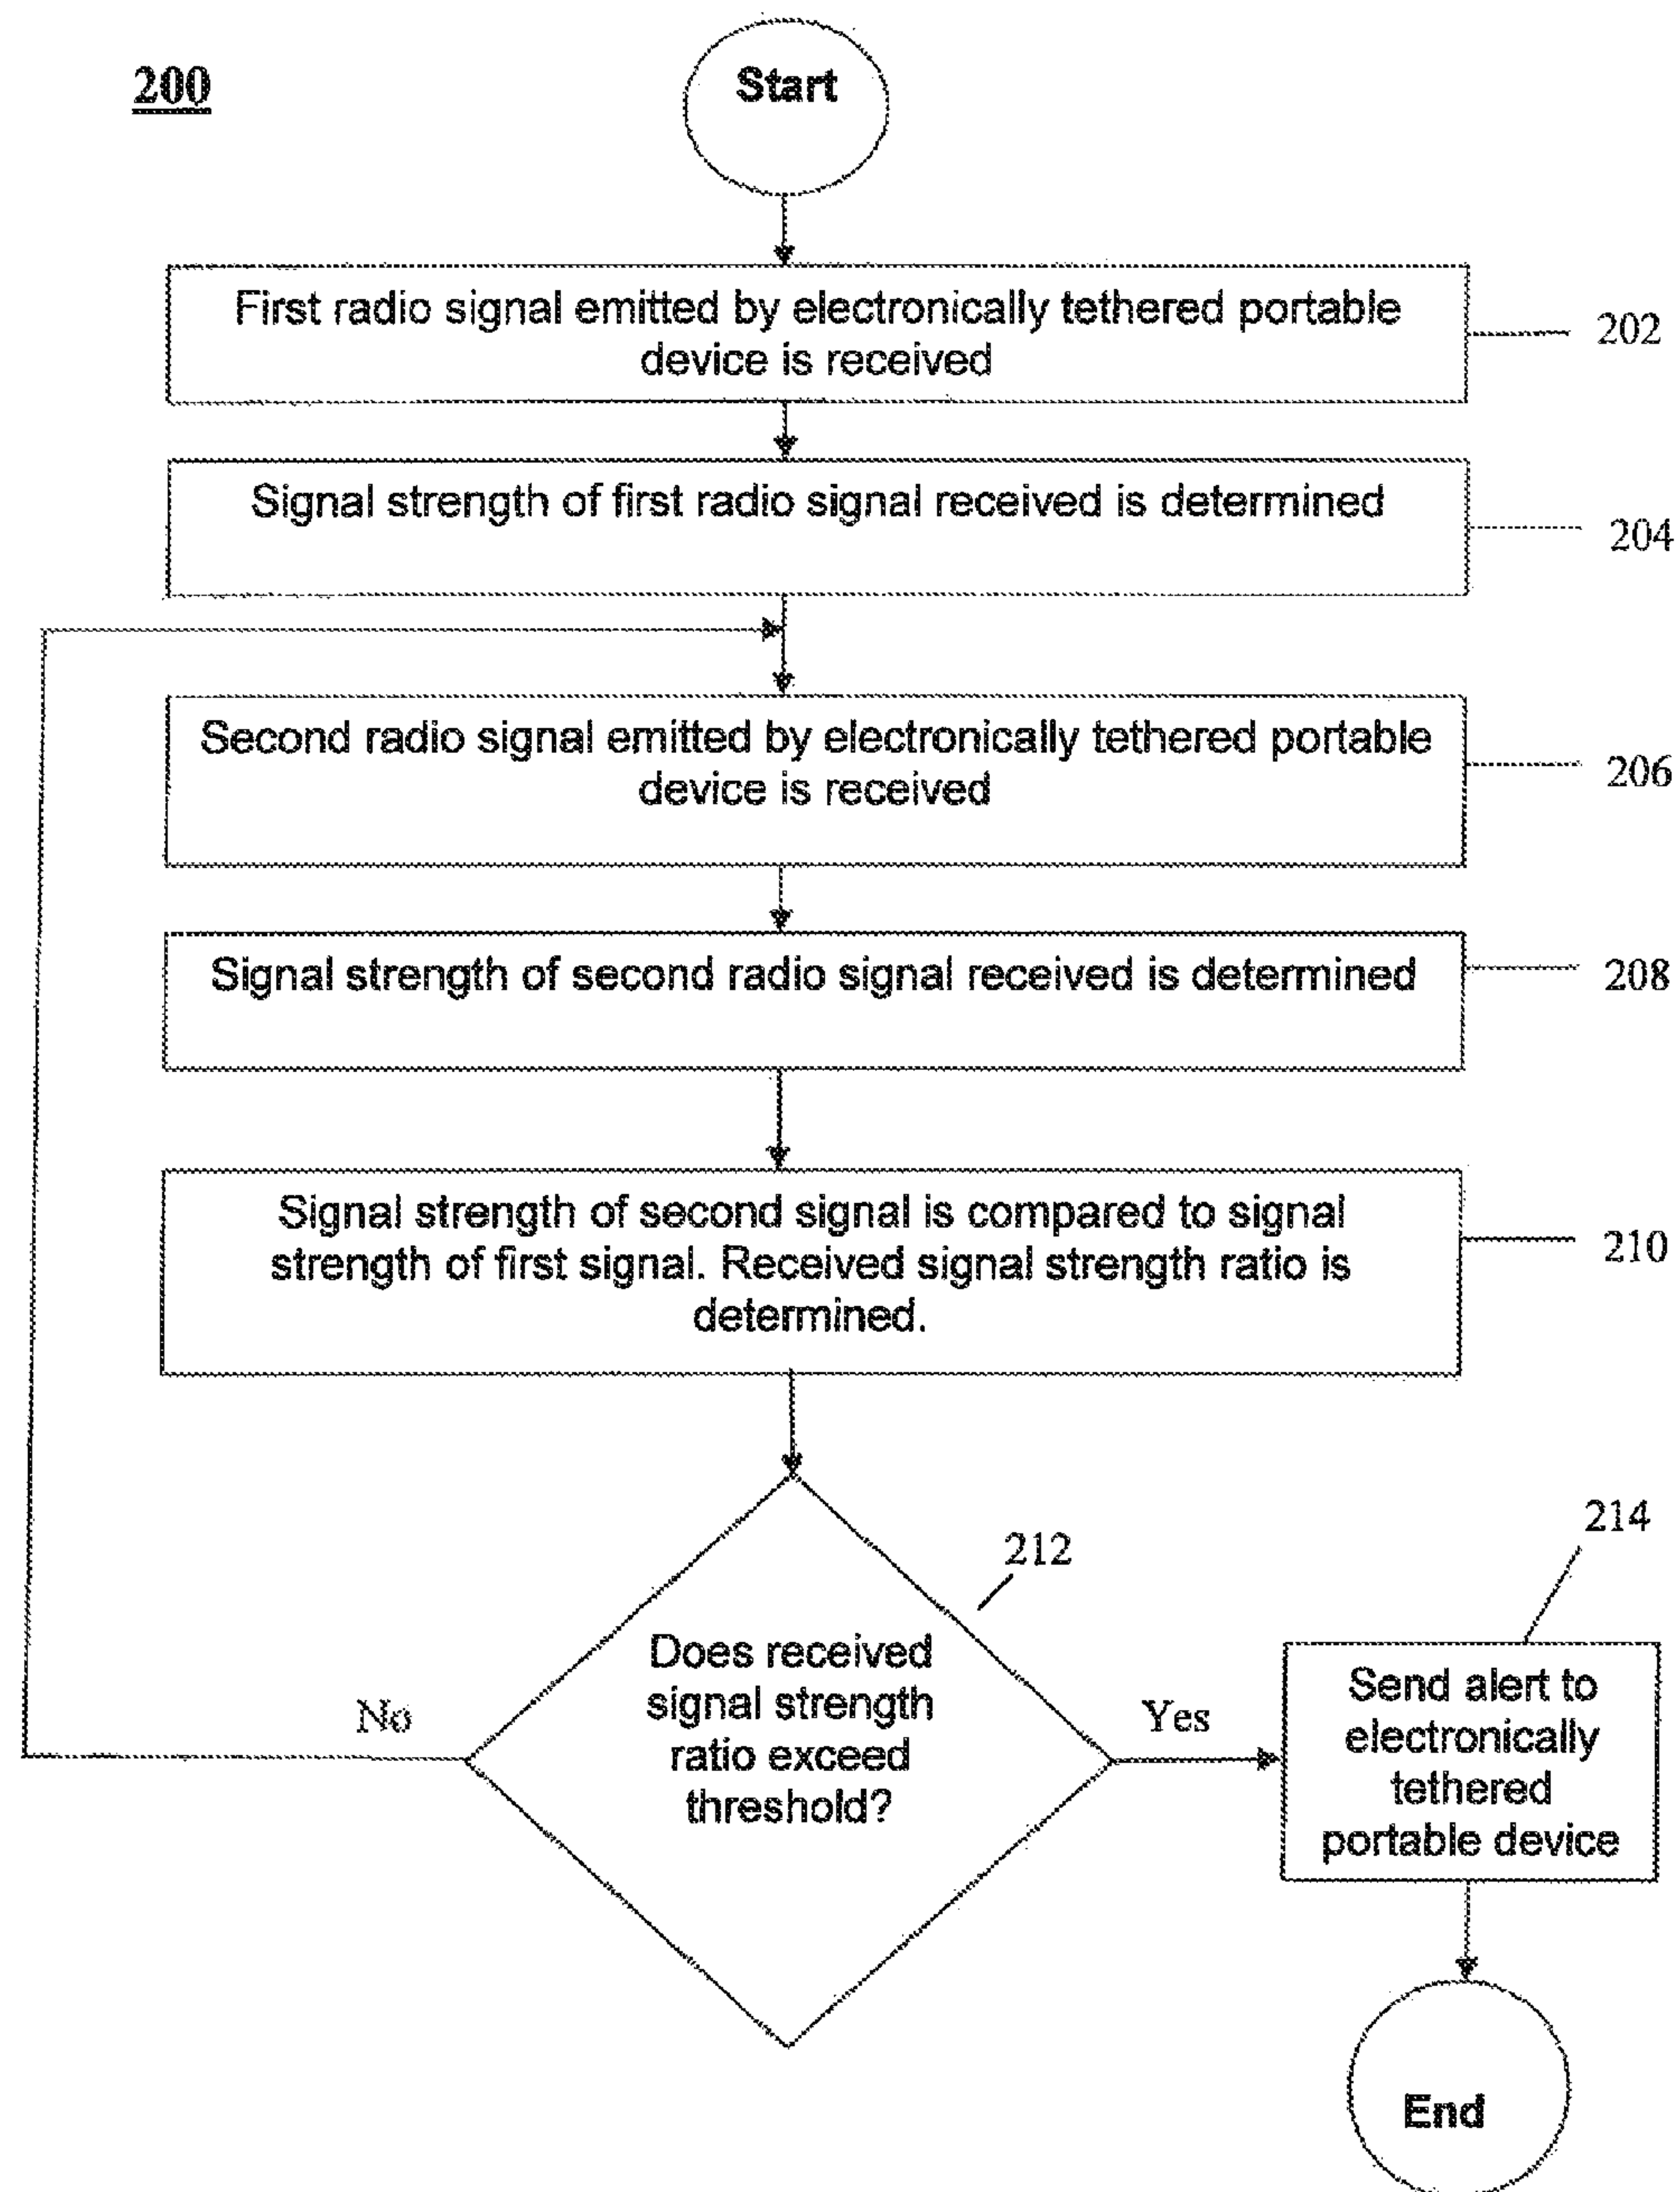 200
Start
First radio signal emitted by electronically tethered portable
device is received
202
Signal strength of first radio signal received is determined
204
Second radio signal emitted by electronically tethered portable
device is received
206
Signal strength of second radio signal received is determined
208
Signal strength of second signal is compared to signal
strength of first signal. Received signal strength ratio is
determined.
210
212
Does received
signal strength
ratio exceed
threshold?
No
Yes
214
Send alert to
electronically
tethered
portable device
End